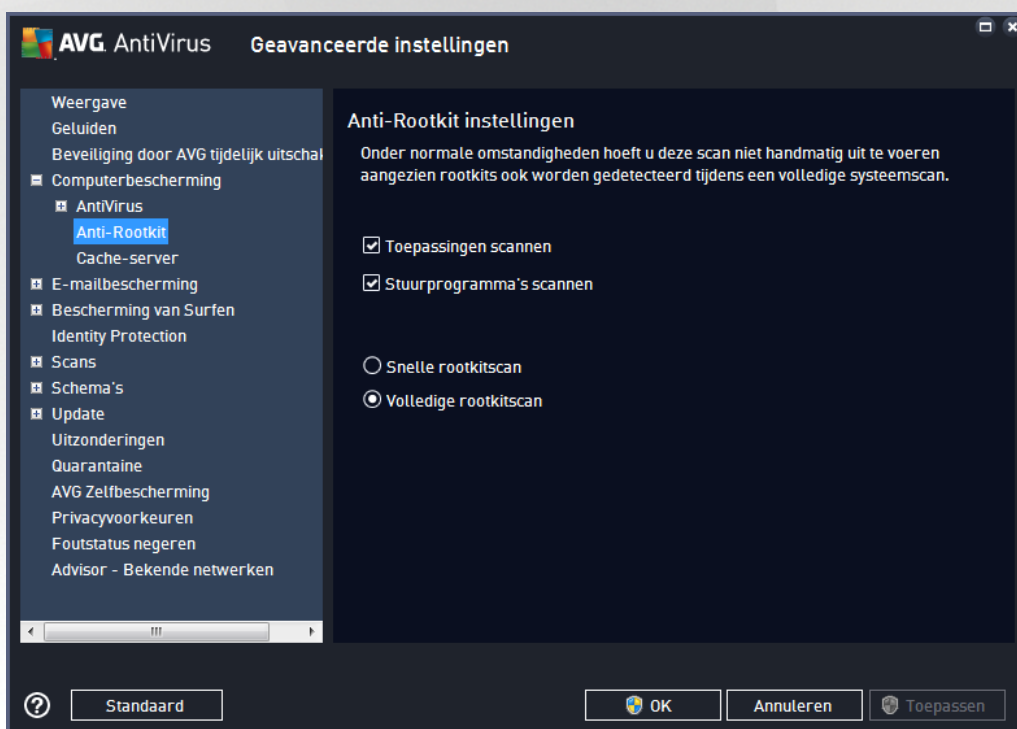 AVG. AntiVirus Geavanceerde instellingen
Weergave
Geluiden
Beveiliging door AVG tijdelijk
Computerbescherming
AntiVirus
Anti-Rootkit
Cache-server
E-mailbescherming
Bescherming van Surfen
Identity Protection
Scans
Schema's
Update
Uitzonderingen
Quarantaine
AVG Zelfbescherming
Privacyvoorkeuren
Foutstatus negeren
Advisor - Bekende netwerken
Anti-Rootkit instellingen
Onder normale omstandigheden hoeft u deze scan niet handmatig uit te voeren
aangezien rootkits ook worden gedetecteerd tijdens een volledige systeemscan.
Toepassingen scannen
Stuurprogramma's scannen
Snelle rootkitscan
Volledige rootkitscan
Standaard
OK
Annuleren
Toepassen